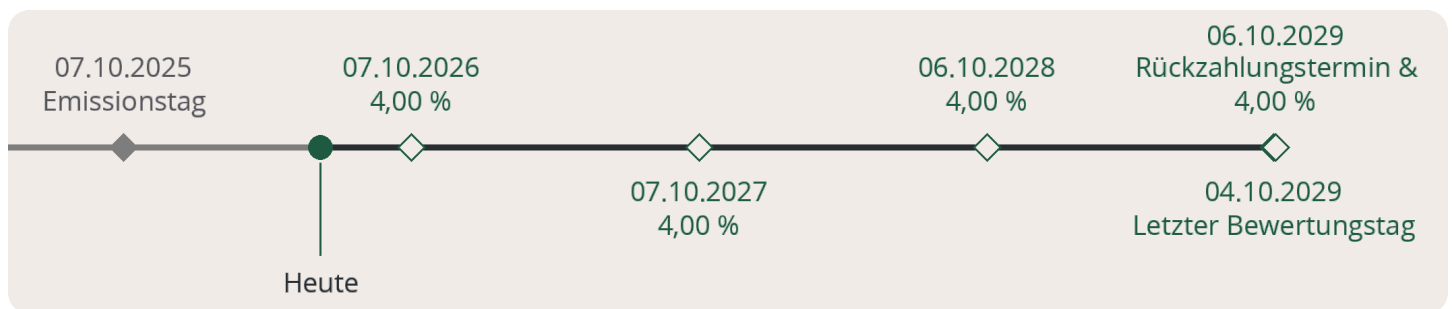 07.10.2025
Emissionstag
07.10.2026
4,00 %
07.10.2027
4,00 %
06.10.2028
4,00 %
06.10.2029
Rückzahlungstermin &
4,00 %
04.10.2029
Letzter Bewertungstag
Heute